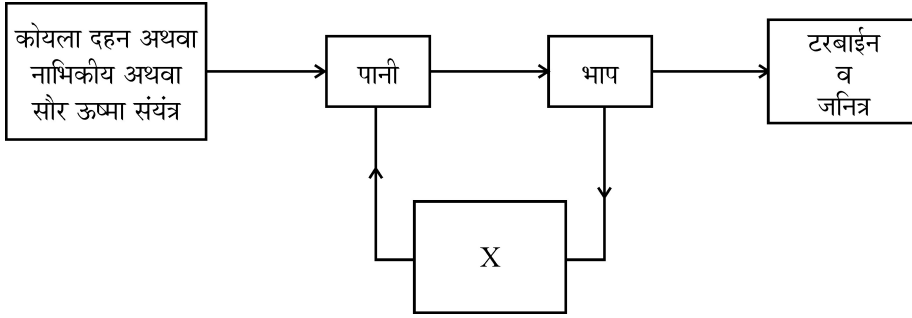 कोयला दहन अथवा
नाभिकीय अथवा
सौर ऊष्मा संयंत्र
पानी
भाप
टरबाईन
व
जनित्र
X